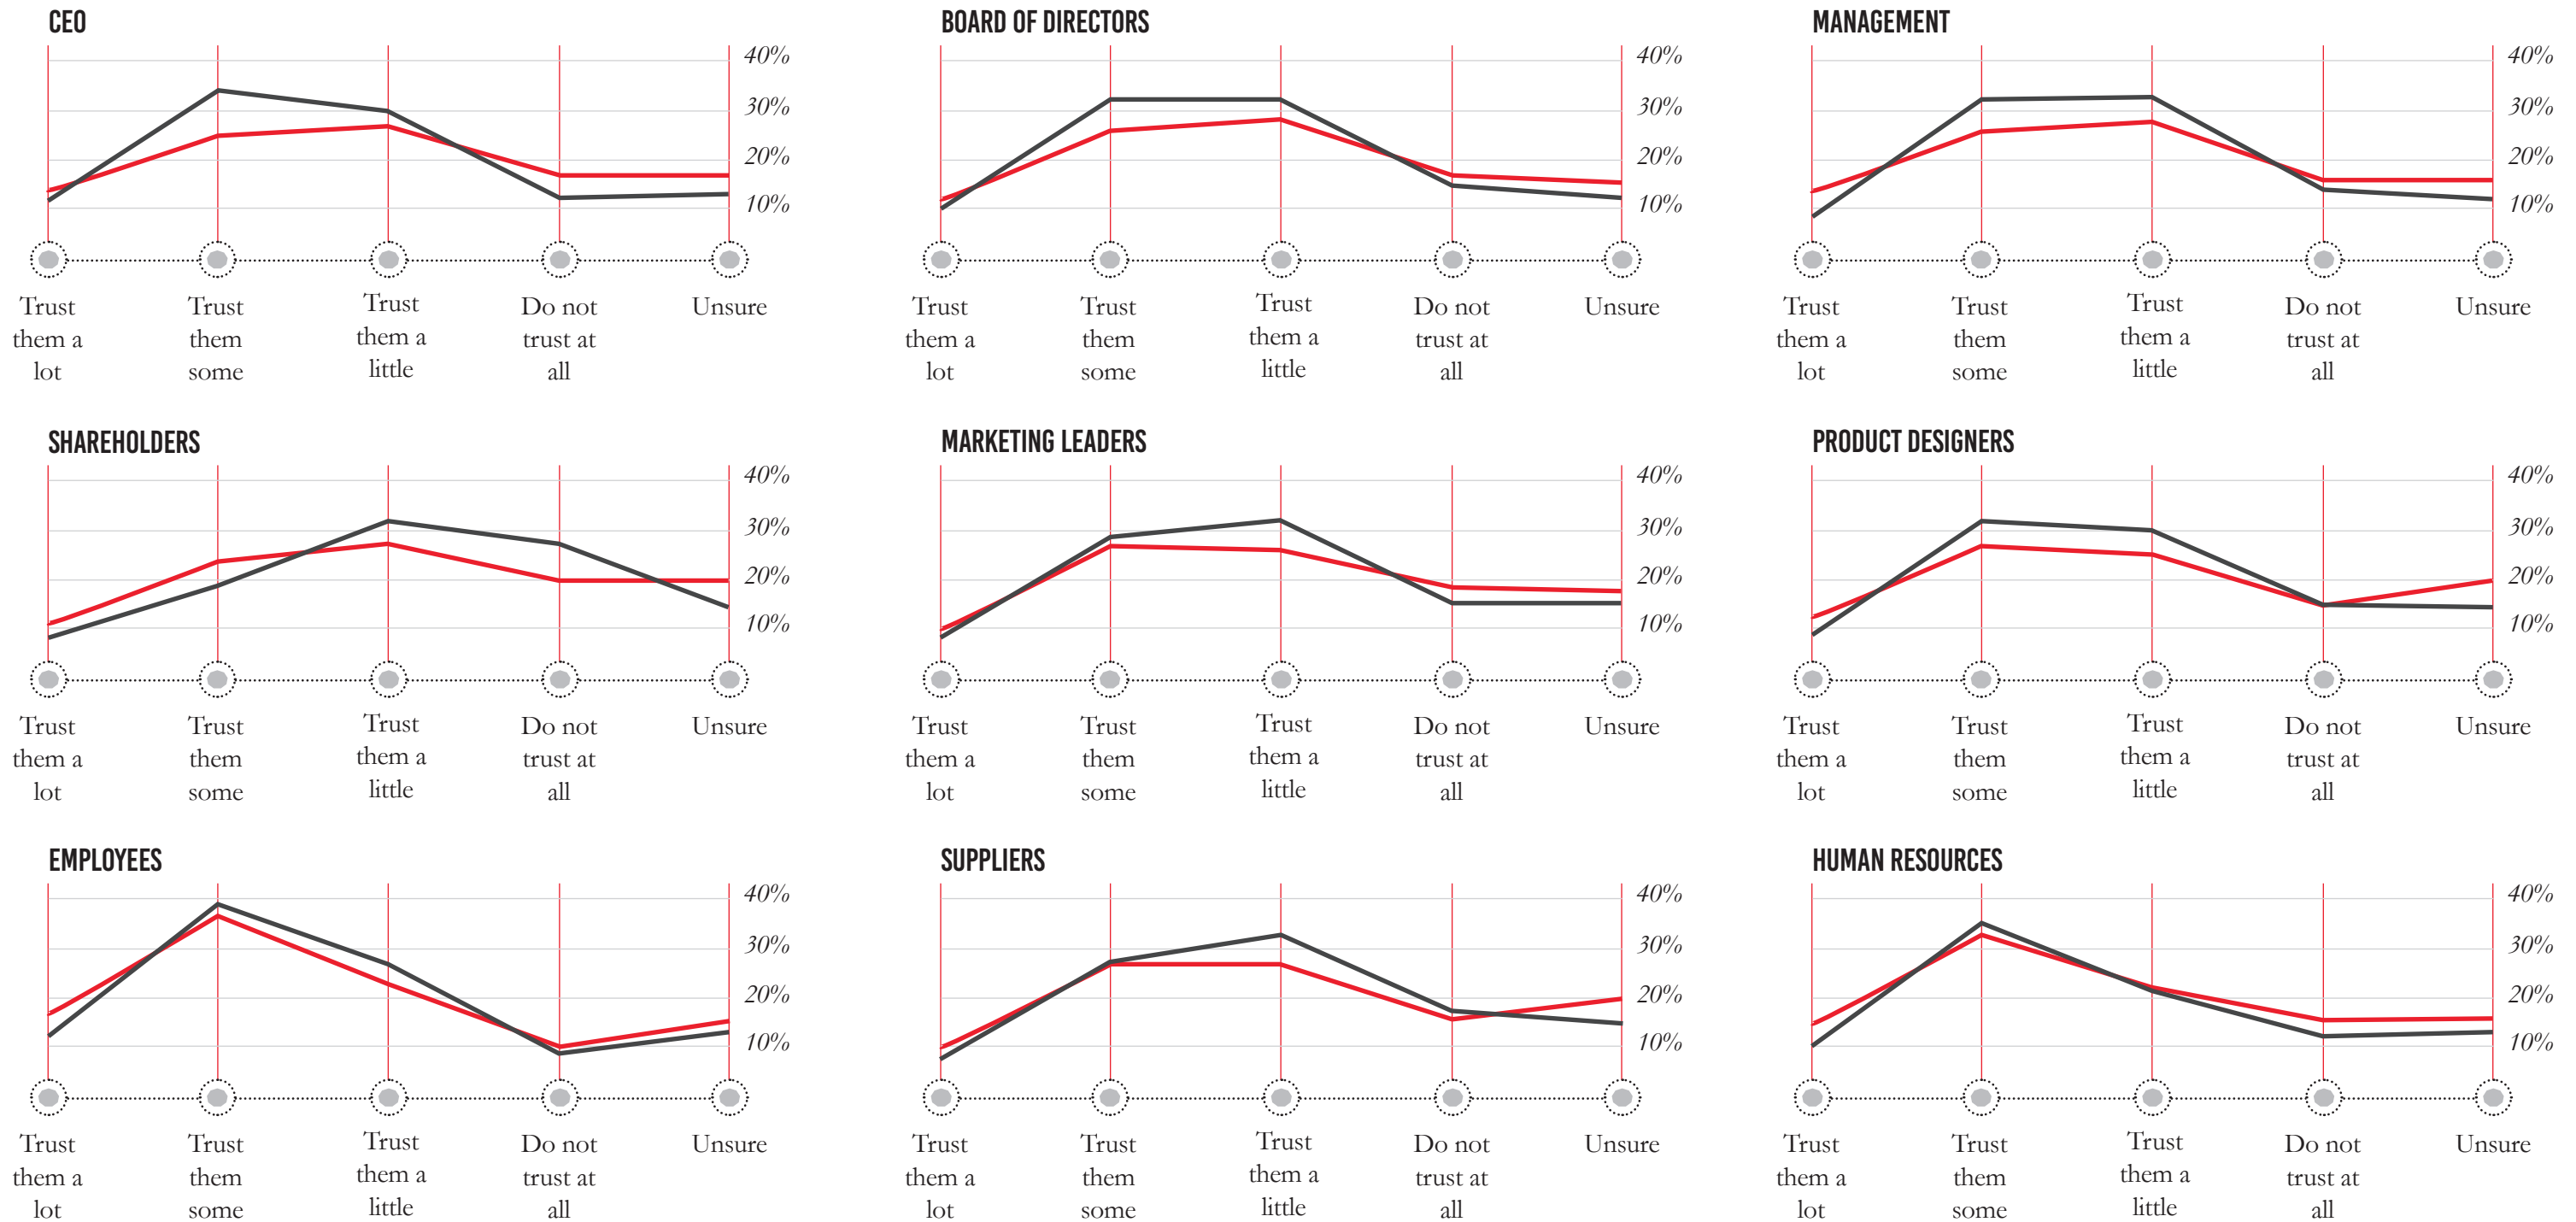 CEO
40%
30%
20%
10%
Trust
them a
lot
Trust
them
some
Trust
them a
little
Do not
trust at
all
Unsure
BOARD OF DIRECTORS
40%
30%
20%
10%
Trust
them a
lot
Trust
them
some
Trust
them a
little
Do not
trust at
all
Unsure
MANAGEMENT
40%
30%
20%
10%
Trust
them a
lot
Trust
them
some
Trust
them a
little
Do not
trust at
all
Unsure
SHAREHOLDERS
40%
30%
20%
10%
Trust
them a
lot
Trust
them
some
Trust
them a
little
Do not
trust at
all
Unsure
MARKETING LEADERS
40%
30%
20%
10%
Trust
them a
lot
Trust
them
some
Trust
them a
little
Do not
trust at
all
Unsure
PRODUCT DESIGNERS
40%
30%
20%
10%
Trust
them a
lot
Trust
them
some
Trust
them a
little
Do not
trust at
all
Unsure
EMPLOYEES
40%
30%
20%
10%
Trust
them a
lot
Trust
them
some
Trust
them a
little
Do not
trust at
all
Unsure
SUPPLIERS
40%
30%
20%
10%
Trust
them a
lot
Trust
them
some
Trust
them a
little
Do not
trust at
all
Unsure
HUMAN RESOURCES
40%
30%
20%
10%
Trust
them a
lot
Trust
them
some
Trust
them a
little
Do not
trust at
all
Unsure